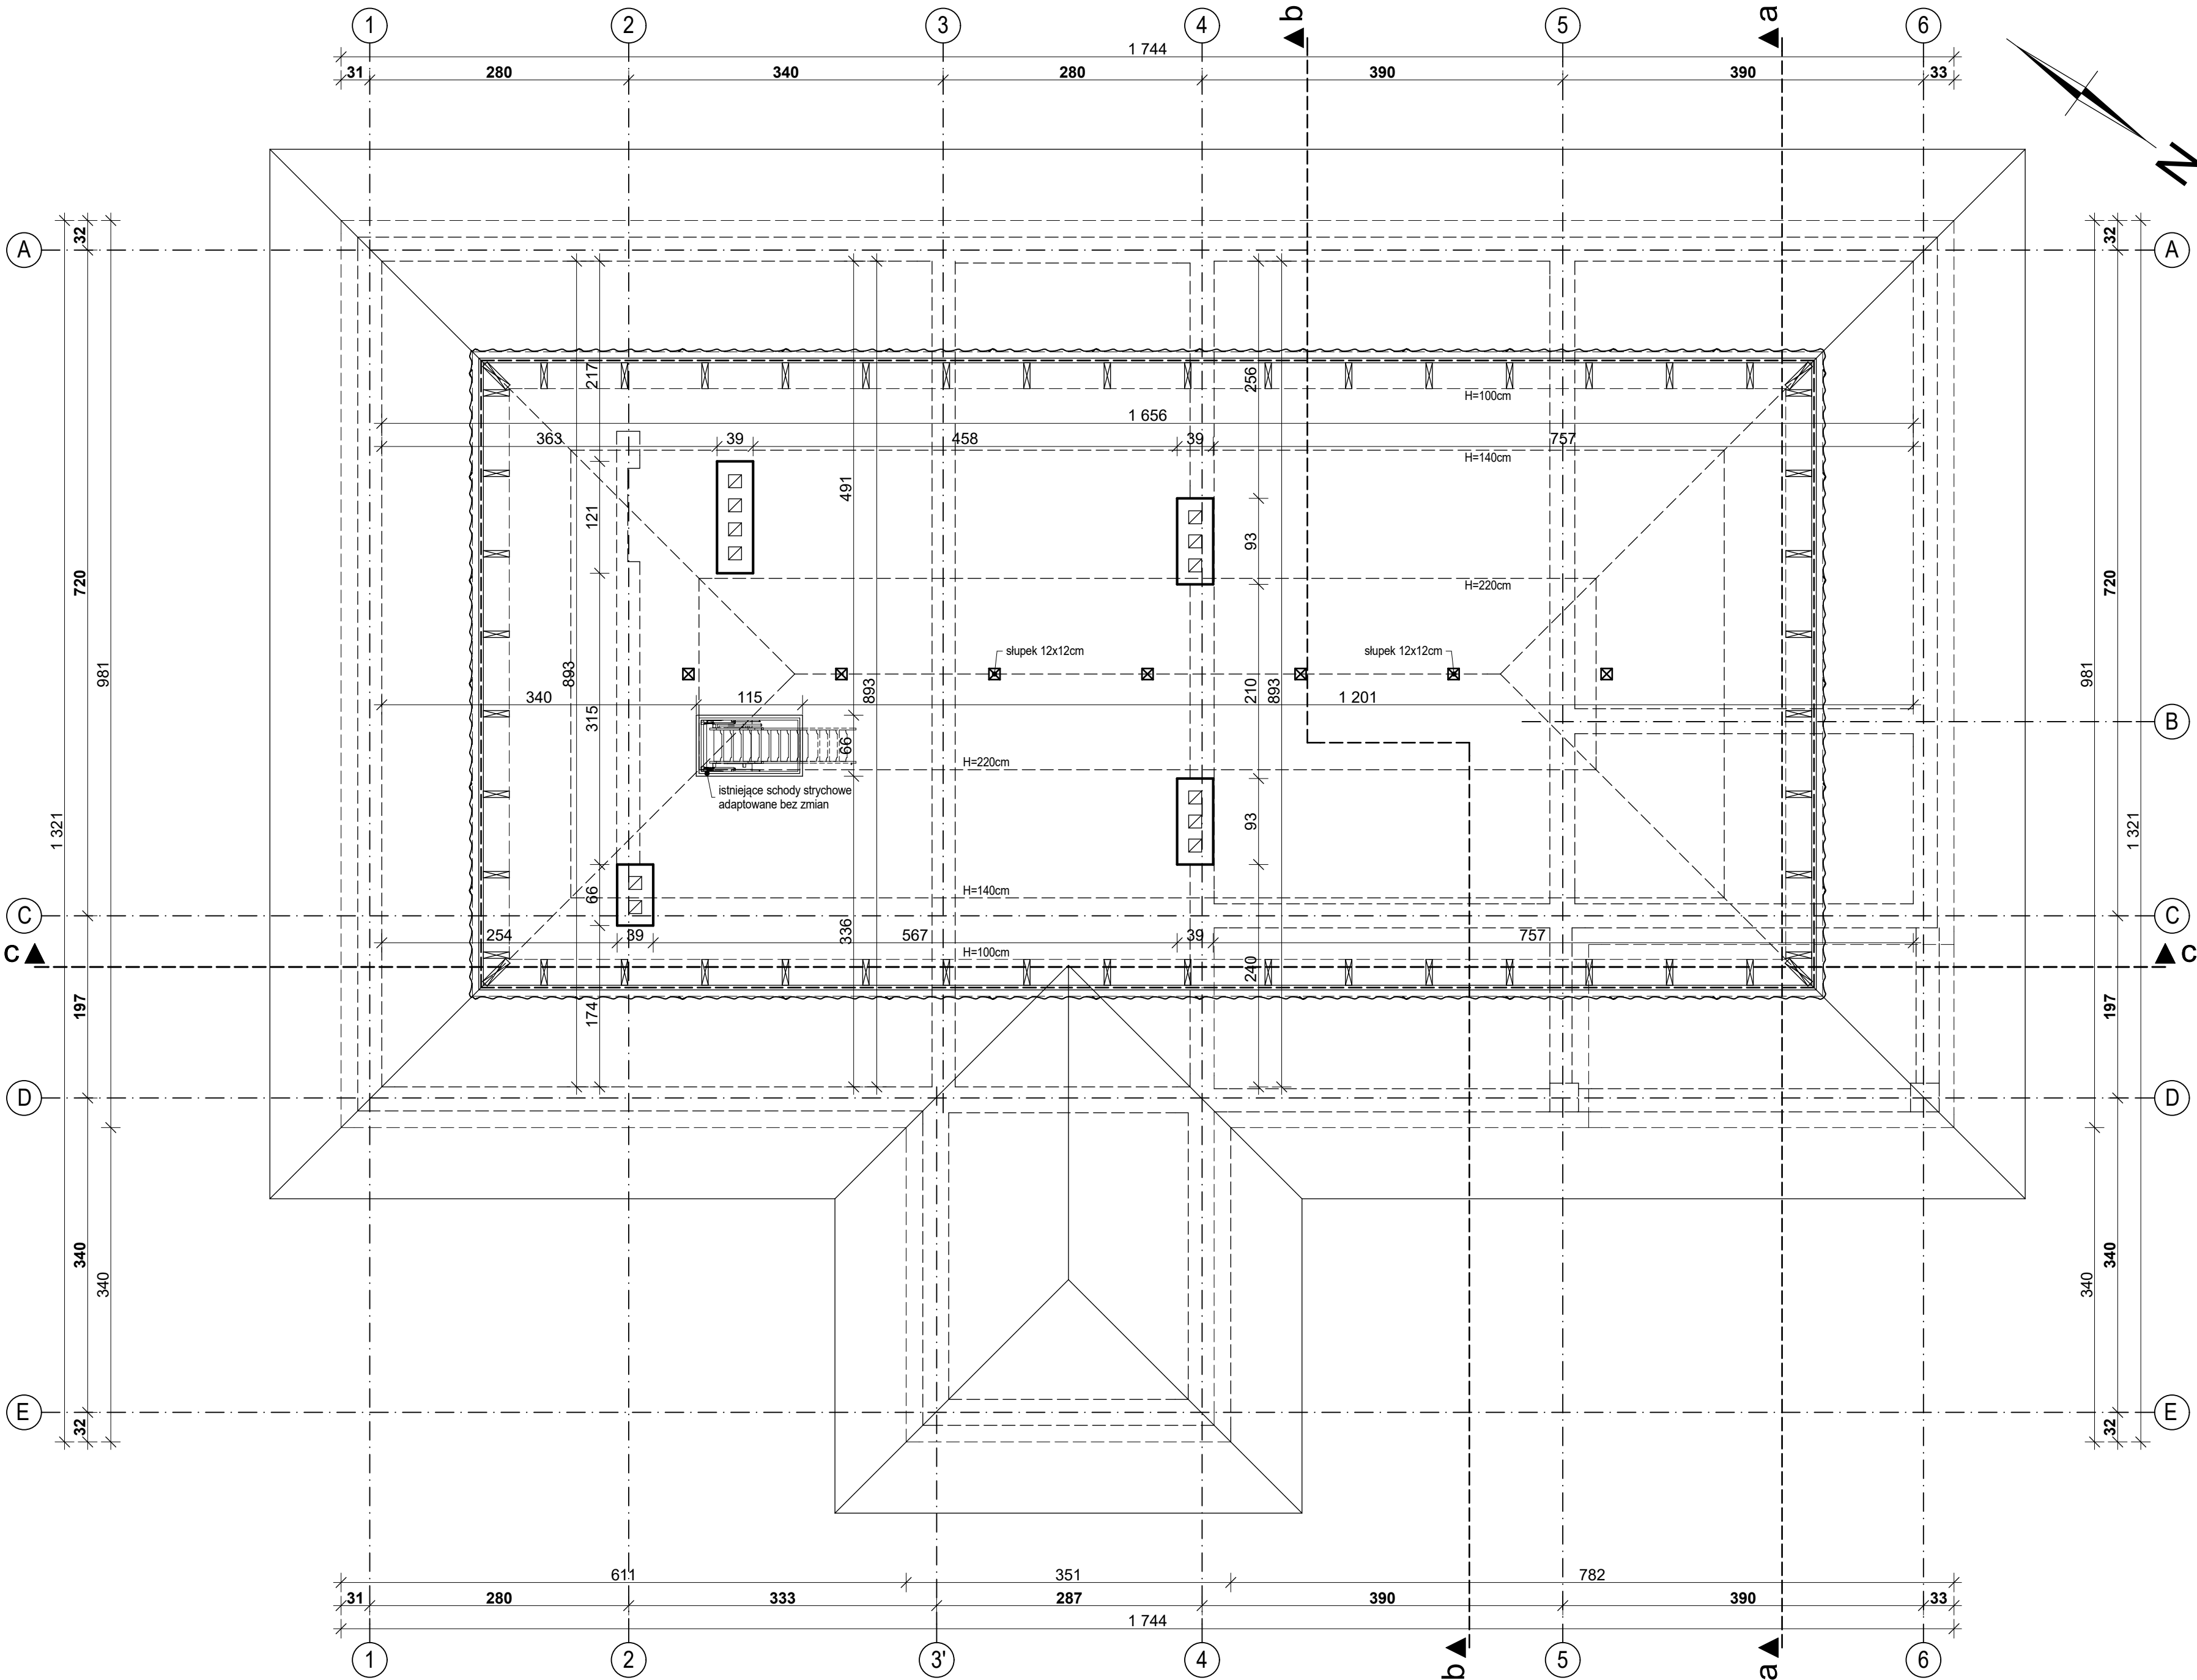 1 2 3 4 b 5 a 6
1 744
31 280 340 280 390 390 33
N
A 32 32 A
217 256
H=100cm
1 656
363 39 458 39 757
H=140cm
491
121 93
720 H=220cm 720
981 981
słupek 12x12cm słupek 12x12cm
893 893 210 893
340 115 1 201
315 B
66
H=220cm
istniejące schody strychowe
adaptowane bez zmian
1 321 93 1 321
H=140cm
66
C C
336
254 39 567 39 757
c H=100cm c
240
197 174 197
D D
340 340
340 340
E E
32 32
611 351 782
31 280 333 287 390 390 33
1 744
1 2 3' 4 b 5 a 6